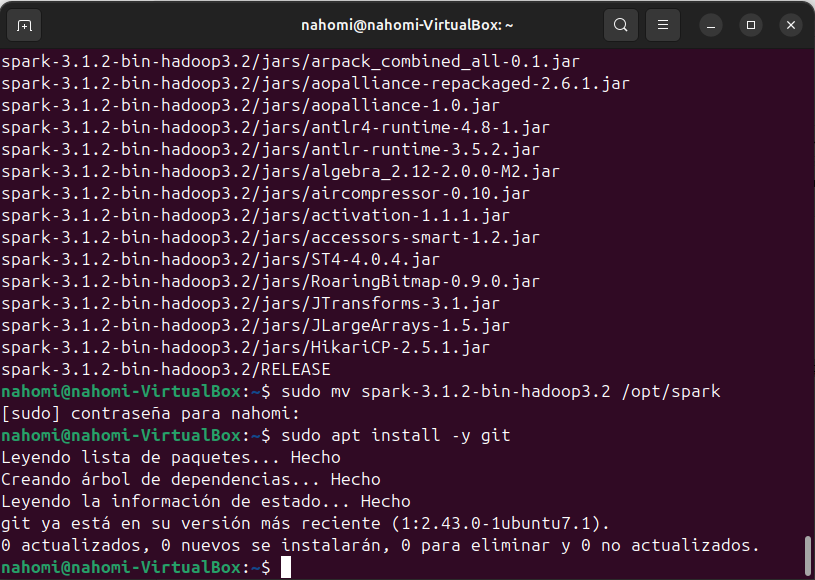 nahomi@nahomi-VirtualBox: ~
spark-3.1.2-bin-hadoop3.2/jars/arpack_combined_all-0.1.jar
spark-3.1.2-bin-hadoop3.2/jars/aopalliance-repackaged-2.6.1.jar
spark-3.1.2-bin-hadoop3.2/jars/aopalliance-1.0.jar
spark-3.1.2-bin-hadoop3.2/jars/antlr4-runtime-4.8-1.jar
spark-3.1.2-bin-hadoop3.2/jars/antlr-runtime-3.5.2.jar
spark-3.1.2-bin-hadoop3.2/jars/algebra_2.12-2.0.0-M2.jar
spark-3.1.2-bin-hadoop3.2/jars/aircompressor-0.10.jar
spark-3.1.2-bin-hadoop3.2/jars/activation-1.1.1.jar
spark-3.1.2-bin-hadoop3.2/jars/accessors-smart-1.2.jar
spark-3.1.2-bin-hadoop3.2/jars/ST4-4.0.4.jar
spark-3.1.2-bin-hadoop3.2/jars/RoaringBitmap-0.9.0.jar
spark-3.1.2-bin-hadoop3.2/jars/JTransforms-3.1.jar
spark-3.1.2-bin-hadoop3.2/jars/JLargeArrays-1.5.jar
spark-3.1.2-bin-hadoop3.2/jars/HikariCP-2.5.1.jar
spark-3.1.2-bin-hadoop3.2/RELEASE
nahomi@nahomi-VirtualBox:~$ sudo mv spark-3.1.2-bin-hadoop3.2 /opt/spark
[sudo] contraseña para nahomi:
nahomi@nahomi-VirtualBox:~$ sudo apt install -y git
Leyendo lista de paquetes... Hecho
Creando árbol de dependencias... Hecho
Leyendo la información de estado... Hecho
git ya está en su versión más reciente (1:2.43.0-1ubuntu7.1).
0 actualizados, 0 nuevos se instalarán, 0 para eliminar y 0 no actualizados.
nahomi@nahomi-VirtualBox:~$